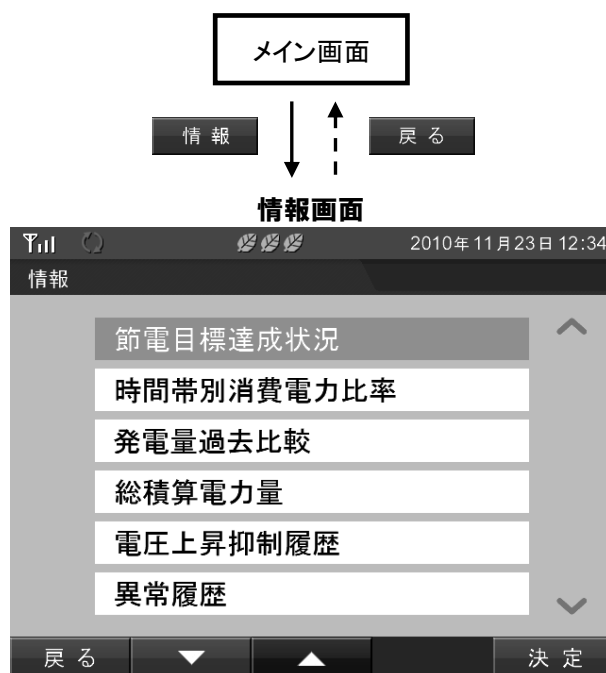 メイン画面
情 報
戻 る
情報画面
2010年11月23日 12:34
情報
節電目標達成状況
時間帯別消費電力比率
発電量過去比較
総積算電力量
電圧上昇抑制履歴
異常履歴
戻 る
決 定